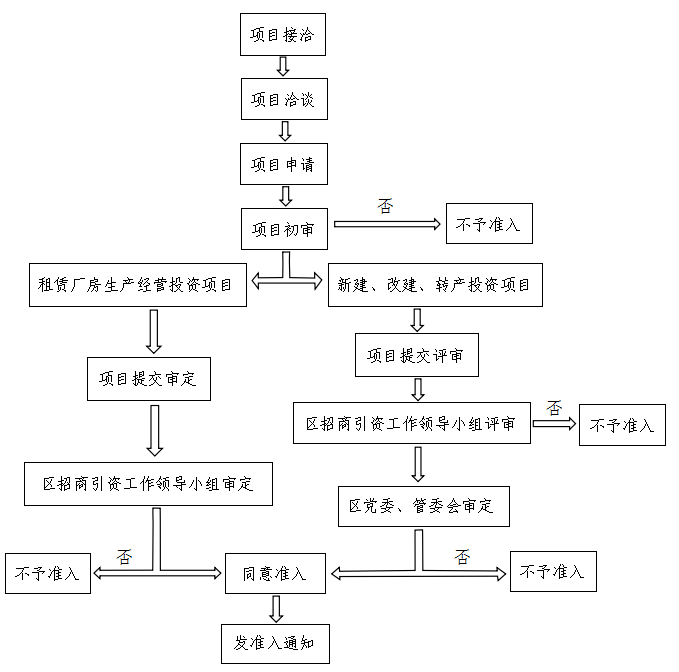 项目接洽
项目洽谈
项目申请
项目初审
否
不予准入
租赁厂房生产经营投资项目
新建、改建、转产投资项目
项目提交审定
项目提交评审
区招商引资工作领导小组评审
否
不予准入
区招商引资工作领导小组审定
区党委、管委会审定
不予准入
否
同意准入
否
不予准入
发准入通知